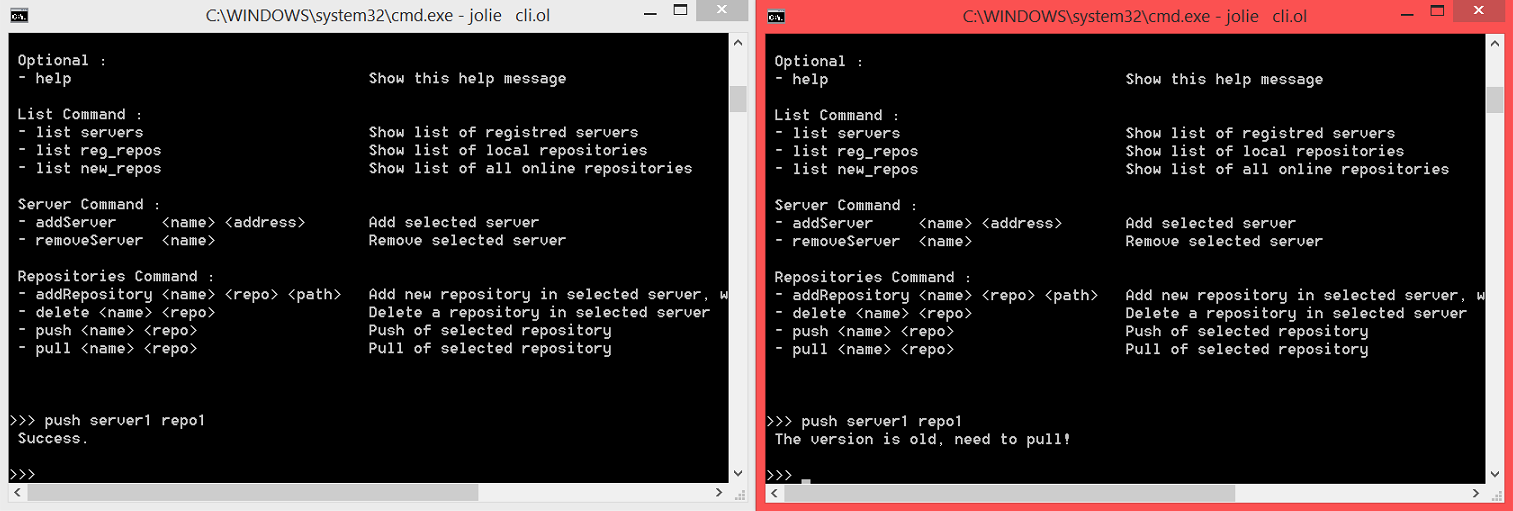 C:\WINDOWS\system32\cmd.exe - jolie cli.ol
Optional :
- help Show this help message
List Command :
- list servers Show list of registred servers
- list reg_repos Show list of local repositories
- list new_repos Show list of all online repositories
Server Command :
- addServer <name> <address> Add selected server
- removeServer <name> Remove selected server
Repositories Command :
- addRepository <name> <repo> <path> Add new repository in selected server, w
- delete <name> <repo> Delete a repository in selected server
- push <name> <repo> Push of selected repository
- pull <name> <repo> Pull of selected repository
>>> push server1 repo1
Success.
>>>
C:\WINDOWS\system32\cmd.exe - jolie cli.ol
Optional :
- help Show this help message
List Command :
- list servers Show list of registred servers
- list reg_repos Show list of local repositories
- list new_repos Show list of all online repositories
Server Command :
- addServer <name> <address> Add selected server
- removeServer <name> Remove selected server
Repositories Command :
- addRepository <name> <repo> <path> Add new repository in selected server, w
- delete <name> <repo> Delete a repository in selected server
- push <name> <repo> Push of selected repository
- pull <name> <repo> Pull of selected repository
>>> push server1 repo1
The version is old, need to pull!
>>>